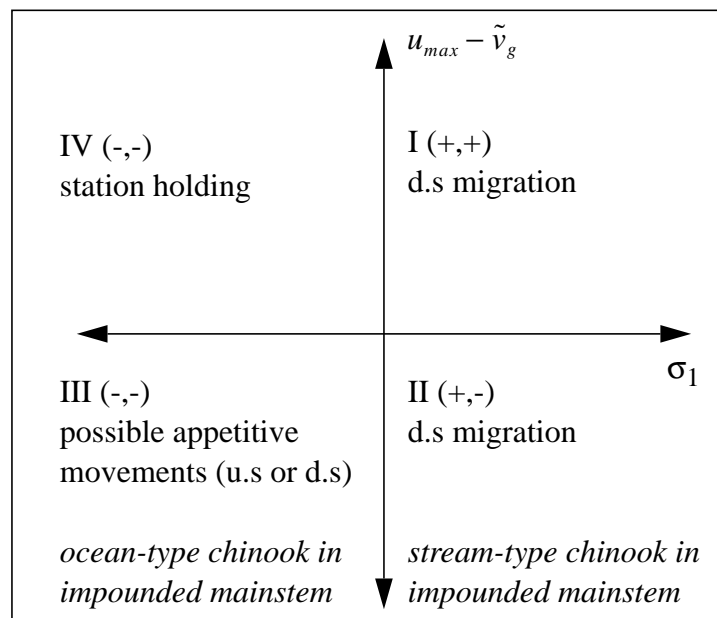 u_max − ṽ_g
IV (-,-)
station holding
I (+,+)
d.s migration
σ₁
III (-,-)
possible appetitive
movements (u.s or d.s)
II (+,-)
d.s migration
ocean-type chinook in
impounded mainstem
stream-type chinook in
impounded mainstem